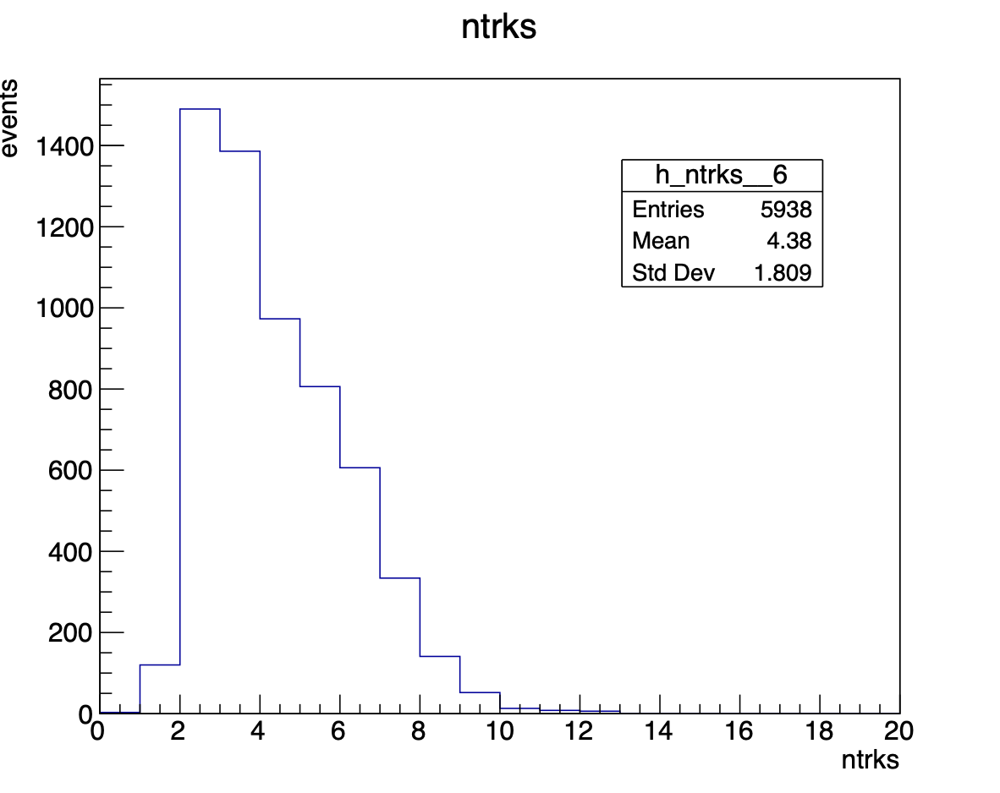 ntrks
events
1400
1200
1000
800
600
400
200
0
0 2 4 6 8 10 12 14 16 18 20
ntrks
h_ntrks__6
Entries 5938
Mean 4.38
Std Dev 1.809